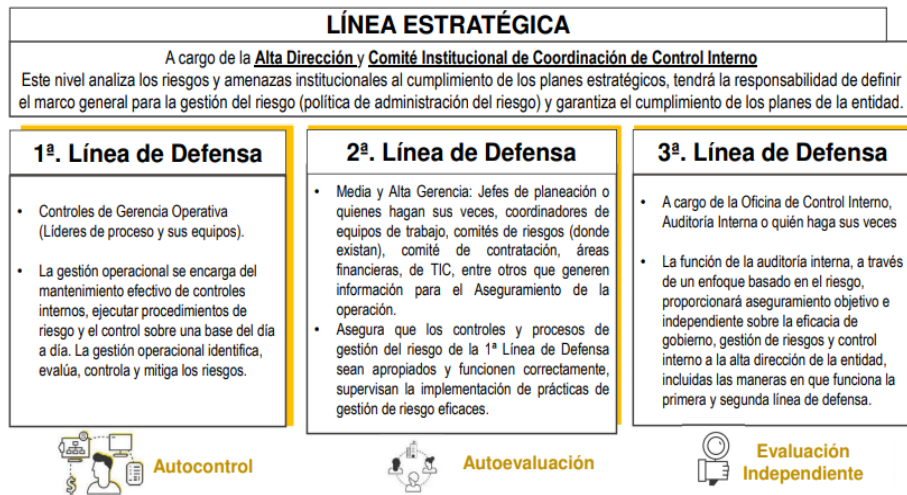 LÍNEA ESTRATÉGICA
A cargo de la Alta Dirección y Comité Institucional de Coordinación de Control Interno
Este nivel analiza los riesgos y amenazas institucionales al cumplimiento de los planes estratégicos, tendrá la responsabilidad de definir
el marco general para la gestión del riesgo (política de administración del riesgo) y garantiza el cumplimiento de los planes de la entidad.
1ª. Línea de Defensa
• Controles de Gerencia Operativa
(Líderes de proceso y sus equipos).
• La gestión operacional se encarga del
mantenimiento efectivo de controles
internos, ejecutar procedimientos de
riesgo y el control sobre una base del día
a día. La gestión operacional identifica,
evalúa, controla y mitiga los riesgos.
Autocontrol
2ª. Línea de Defensa
• Media y Alta Gerencia: Jefes de planeación o
quienes hagan sus veces, coordinadores de
equipos de trabajo, comités de riesgos (donde
existan), comité de contratación, áreas
financieras, de TIC, entre otros que generen
información para el Aseguramiento de la
operación.
• Asegura que los controles y procesos de
gestión del riesgo de la 1ª Línea de Defensa
sean apropiados y funcionen correctamente,
supervisan la implementación de prácticas de
gestión de riesgo eficaces.
Autoevaluación
3ª. Línea de Defensa
• A cargo de la Oficina de Control Interno,
Auditoría Interna o quién haga sus veces
• La función de la auditoría interna, a través
de un enfoque basado en el riesgo,
proporcionará aseguramiento objetivo e
independiente sobre la eficacia de
gobierno, gestión de riesgos y control
interno a la alta dirección de la entidad,
incluidas las maneras en que funciona la
primera y segunda línea de defensa.
Evaluación
Independiente